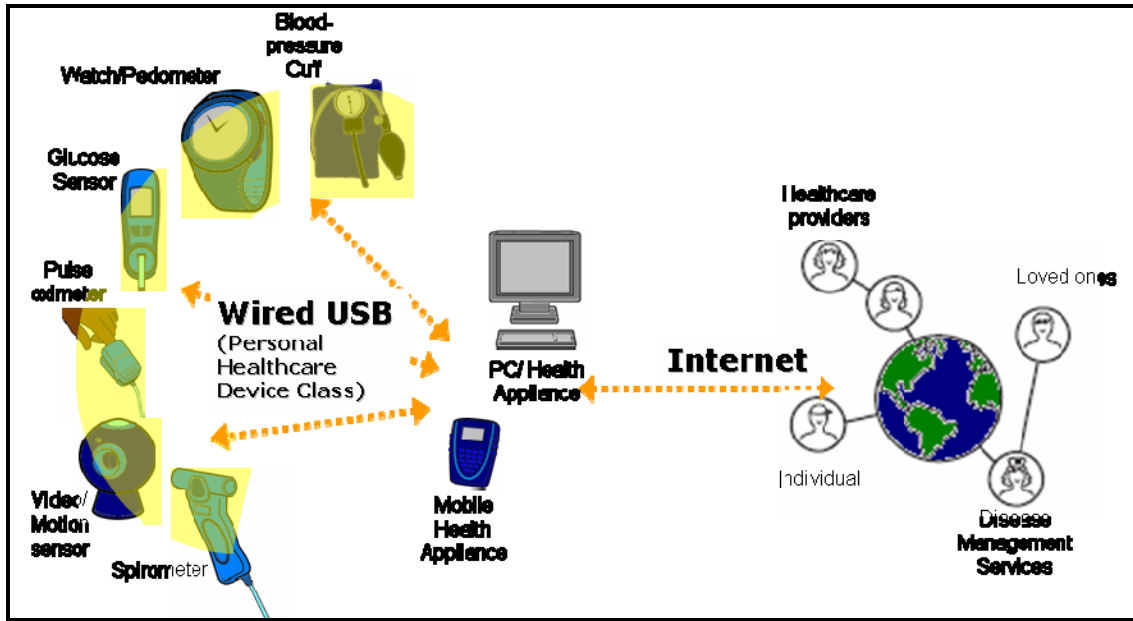 Blood-
pressure
Cuff
Watch/Pedometer
Glucose
Sensor
Pulse
oximeter
Wired USB
(Personal
Healthcare
Device Class)
Video/
Motion
sensor
Spirometer
PC/ Health
Appliance
Mobile
Health
Appliance
Internet
Healthcare
providers
Loved ones
Individual
Disease
Management
Services